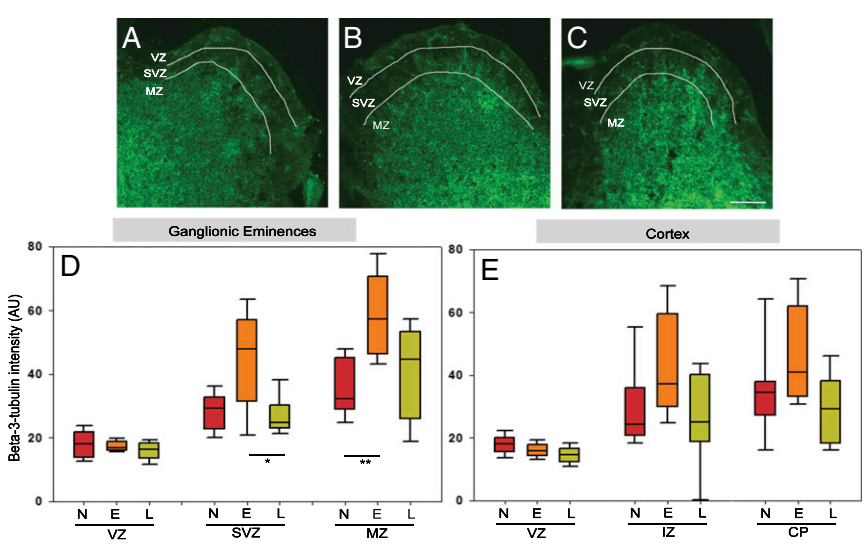 A
VZ
SVZ
MZ
B
VZ
SVZ
MZ
C
VZ
SVZ
MZ
Ganglionic Eminences
Cortex
Beta-3-tubulin intensity (AU)
D
80
60
40
20
0
*
**
N E L N E L N E L
VZ SVZ MZ
E
80
60
40
20
0
N E L N E L N E L
VZ IZ CP